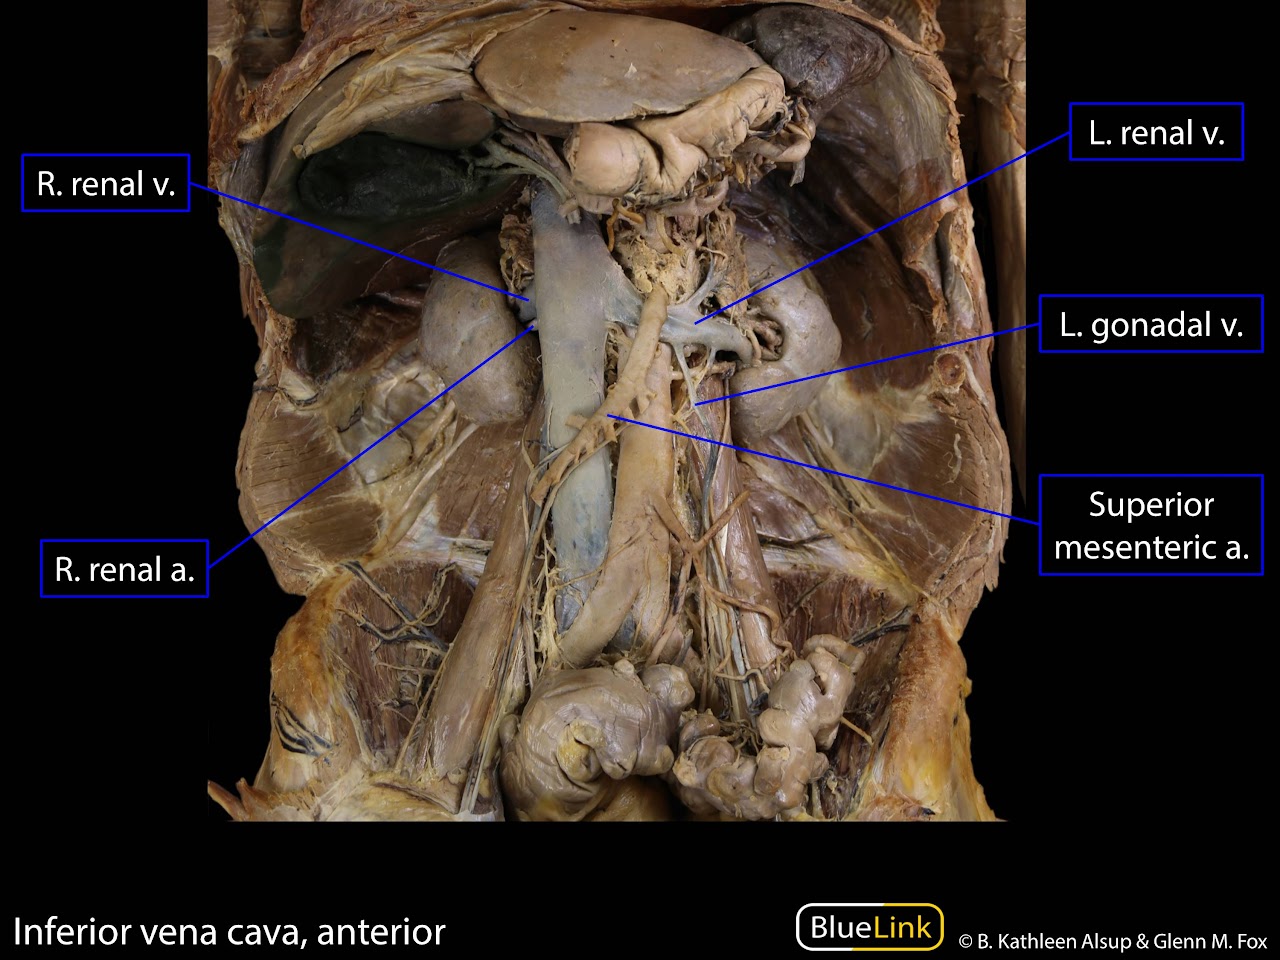 L. renal v.
R. renal v.
L. gonadal v.
Superior
mesenteric a.
R. renal a.
Inferior vena cava, anterior
BlueLink
© B. Kathleen Alsup & Glenn M. Fox